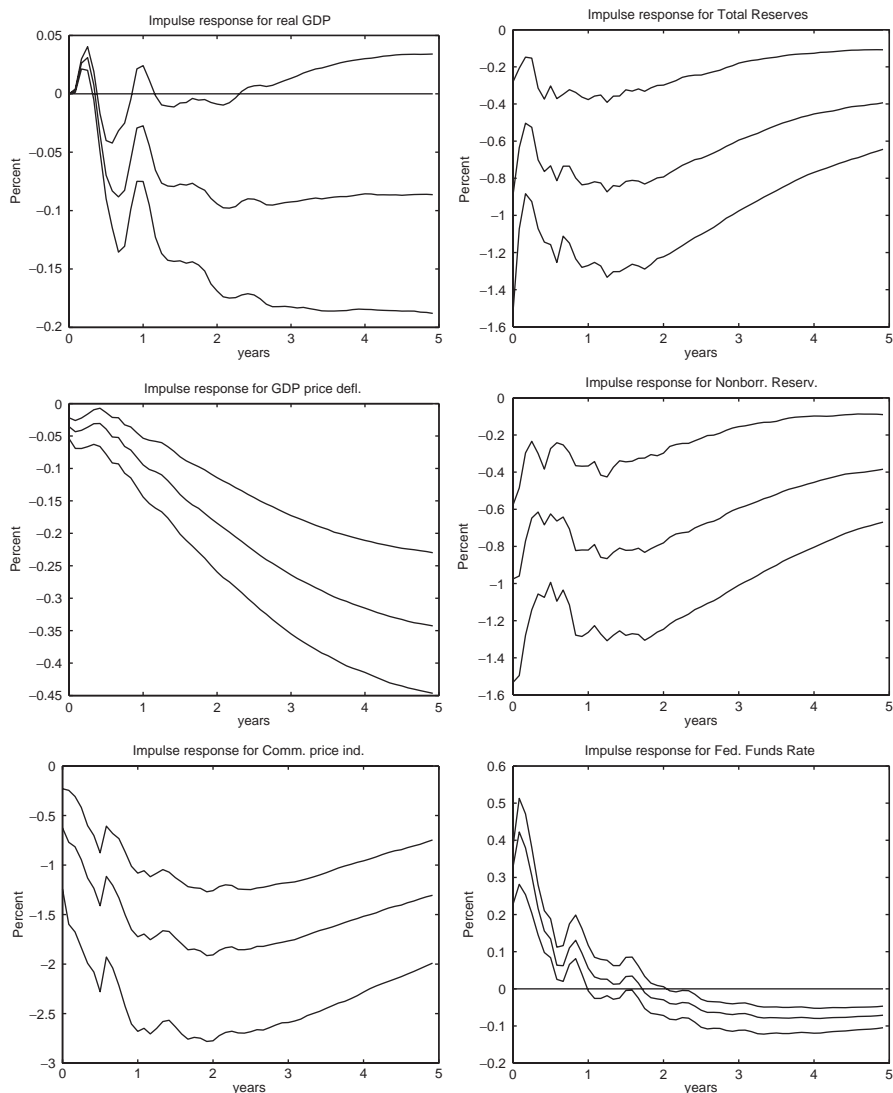 Impulse response for real GDP
0.05
0
–0.05
–0.1
–0.15
–0.2
Percent
0 1 2 3 4 5
years
Impulse response for Total Reserves
0
–0.2
–0.4
–0.6
–0.8
–1
–1.2
–1.4
–1.6
Percent
0 1 2 3 4 5
years
Impulse response for GDP price defl.
0
–0.05
–0.1
–0.15
–0.2
–0.25
–0.3
–0.35
–0.4
–0.45
Percent
0 1 2 3 4 5
years
Impulse response for Nonborr. Reserv.
0
–0.2
–0.4
–0.6
–0.8
–1
–1.2
–1.4
–1.6
Percent
0 1 2 3 4 5
years
Impulse response for Comm. price ind.
0
–0.5
–1
–1.5
–2
–2.5
–3
Percent
0 1 2 3 4 5
years
Impulse response for Fed. Funds Rate
0.6
0.5
0.4
0.3
0.2
0.1
0
–0.1
–0.2
Percent
0 1 2 3 4 5
years